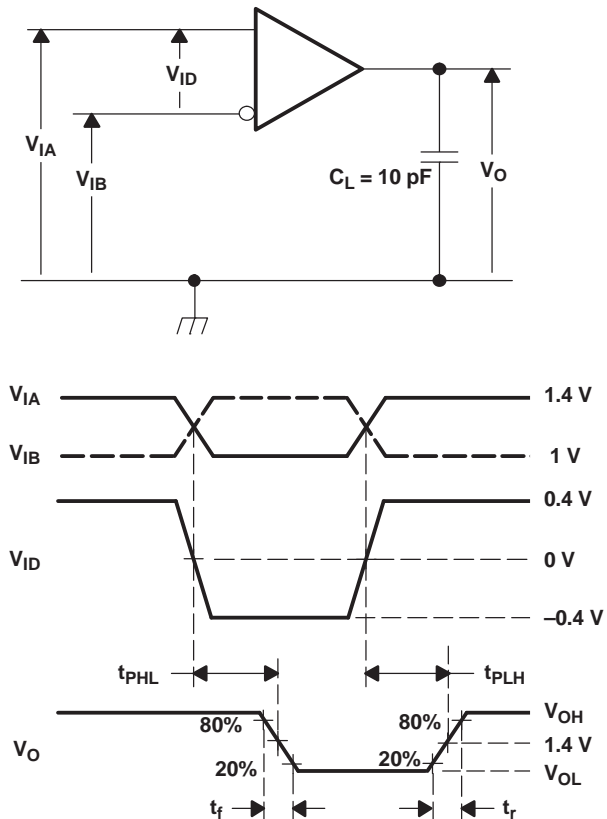 V_ID
V_IA
V_IB
C_L = 10 pF
V_O
V_IA
1.4 V
V_IB
1 V
0.4 V
V_ID
0 V
–0.4 V
t_PHL
t_PLH
80%
80%
V_OH
V_O
1.4 V
20%
20%
V_OL
t_f
t_r